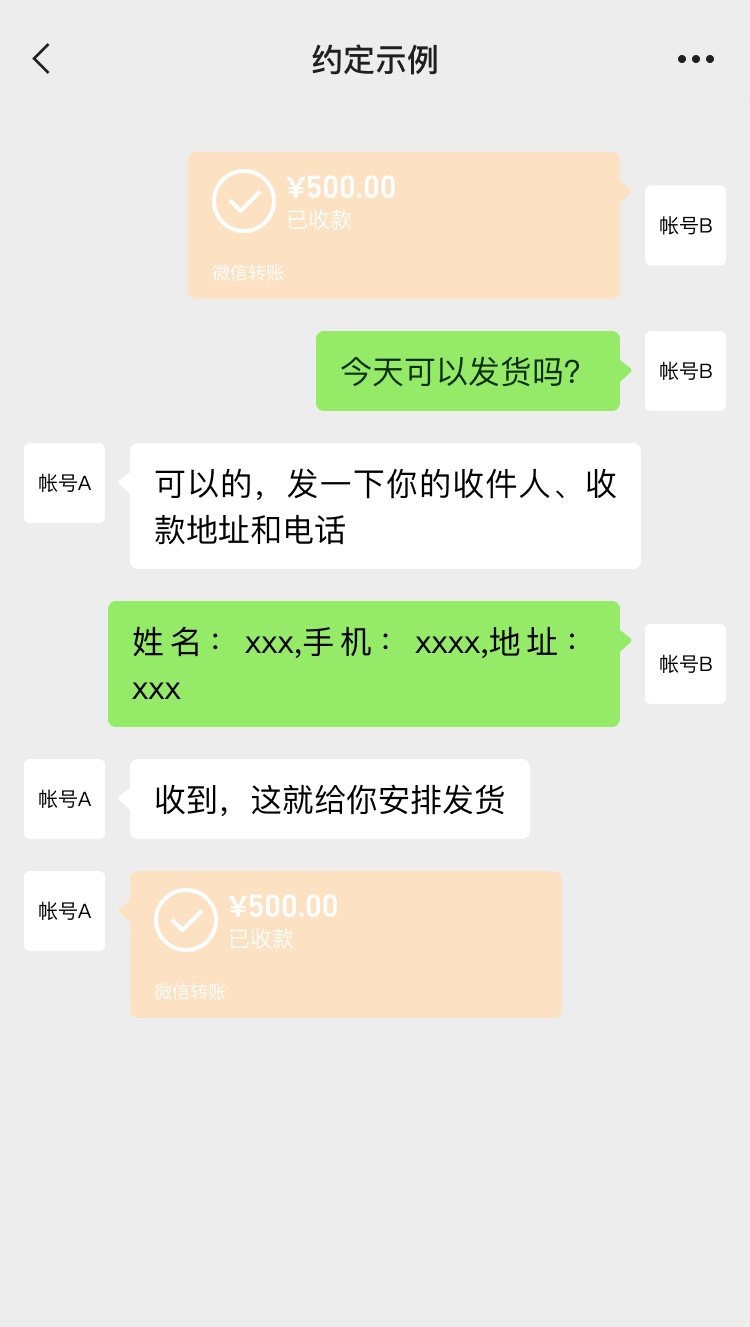 约定示例
¥500.00
已收款
微信转账
帐号B
今天可以发货吗?
帐号B
帐号A
可以的，发一下你的收件人、收
款地址和电话
姓名： xxx,手机： xxxx,地址：
xxx
帐号B
帐号A
收到，这就给你安排发货
帐号A
¥500.00
已收款
微信转账